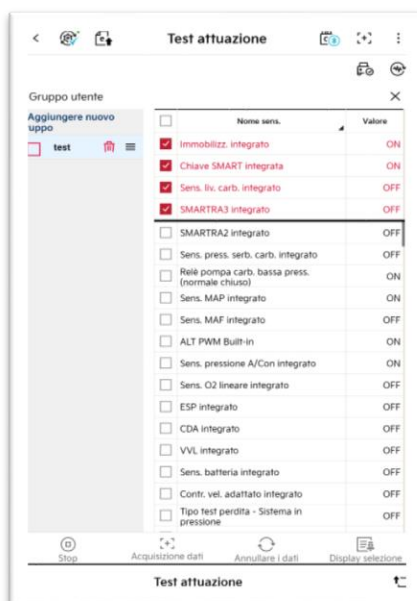 Test attuazione
Gruppo utente
Aggiungere nuovo
uppo
test
Nome sens. Valore
Immobilizz. integrato ON
Chiave SMART integrata ON
Sens. liv. carb. integrato OFF
SMARTRA3 integrato OFF
SMARTRA2 integrato OFF
Sens. press. serb. carb. integrato OFF
Relè pompa carb. bassa press.
(normale chiuso) ON
Sens. MAP integrato ON
Sens. MAF integrato OFF
ALT PWM Built-in ON
Sens. pressione A/Con integrato ON
Sens. O2 lineare integrato OFF
ESP integrato OFF
CDA integrato OFF
VVL integrato OFF
Sens. batteria integrato OFF
Contr. vel. adattato integrato OFF
Tipo test perdita - Sistema in
pressione OFF
Stop Acquisizione dati Annullare i dati Display selezione
Test attuazione